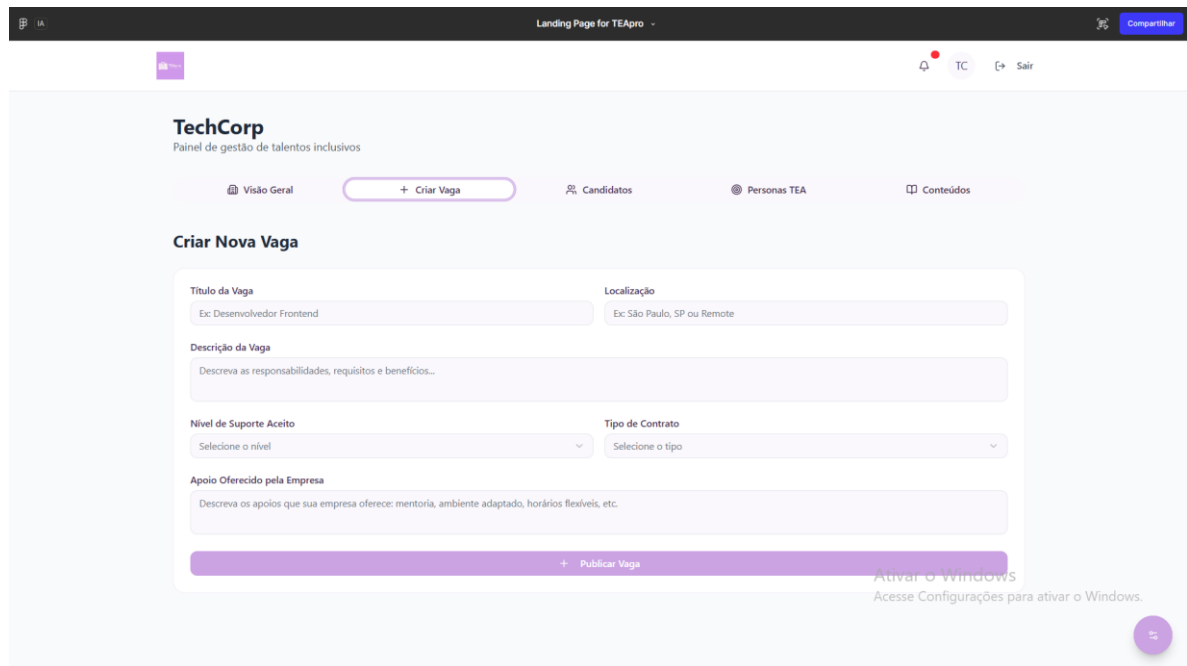 IA
Landing Page for TEApro
Compartilhar
TC
Sair
TechCorp
Painel de gestão de talentos inclusivos
Visão Geral
+ Criar Vaga
Candidatos
Personas TEA
Conteúdos
Criar Nova Vaga
Título da Vaga
Localização
Ex: Desenvolvedor Frontend
Ex: São Paulo, SP ou Remote
Descrição da Vaga
Descreva as responsabilidades, requisitos e benefícios...
Nível de Suporte Aceito
Tipo de Contrato
Selecione o nível
Selecione o tipo
Apoio Oferecido pela Empresa
Descreva os apoios que sua empresa oferece: mentoria, ambiente adaptado, horários flexíveis, etc.
+ Publicar Vaga
Ativar o Windows
Acesse Configurações para ativar o Windows.